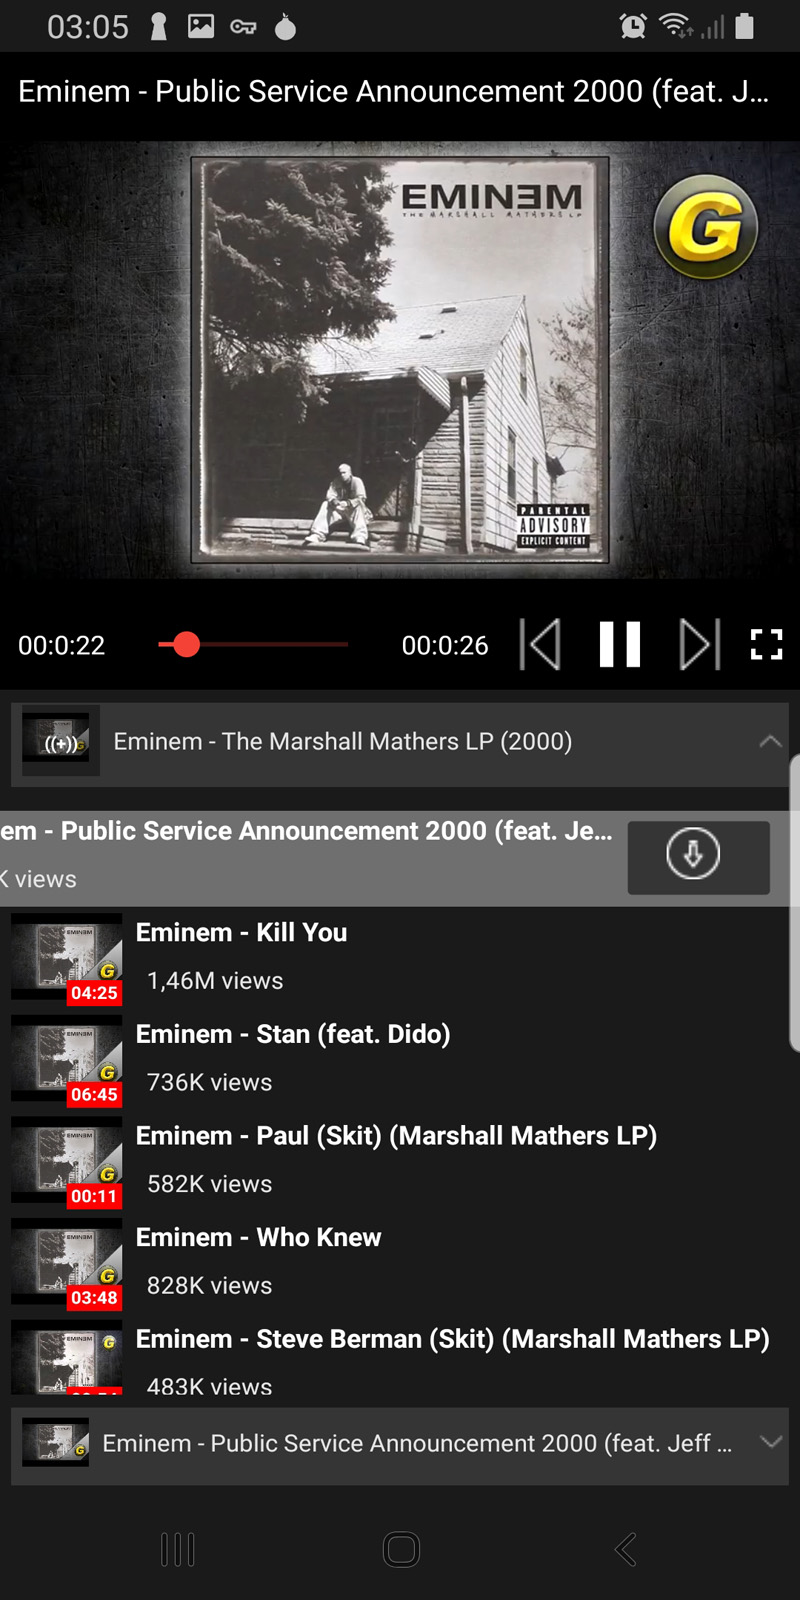 03:05
Eminem - Public Service Announcement 2000 (feat. J...
EMINEM
THE MARSHALL MATHERS LP
G
PARENTAL
ADVISORY
EXPLICIT CONTENT
00:0:22
00:0:26
Eminem - The Marshall Mathers LP (2000)
em - Public Service Announcement 2000 (feat. Je...
K views
Eminem - Kill You
1,46M views
04:25
Eminem - Stan (feat. Dido)
736K views
06:45
Eminem - Paul (Skit) (Marshall Mathers LP)
582K views
00:11
Eminem - Who Knew
828K views
03:48
Eminem - Steve Berman (Skit) (Marshall Mathers LP)
483K views
Eminem - Public Service Announcement 2000 (feat. Jeff ...